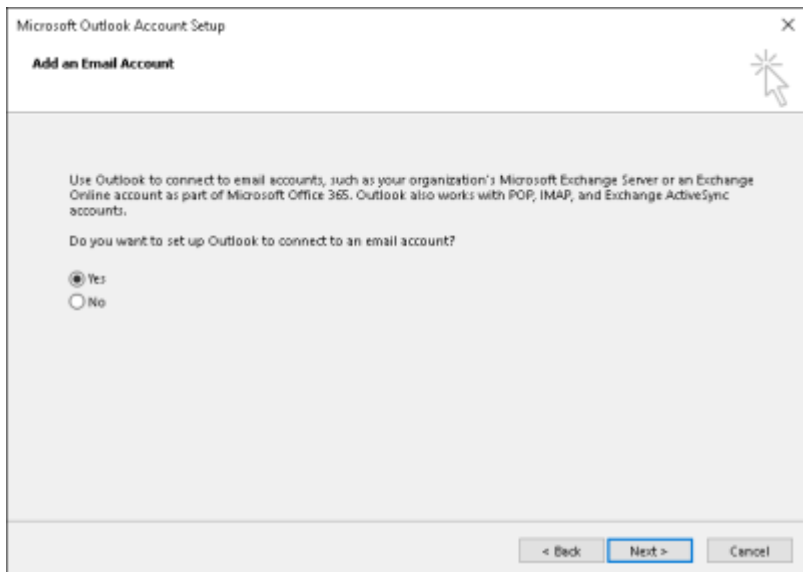 Microsoft Outlook Account Setup
Add an Email Account
Use Outlook to connect to email accounts, such as your organization's Microsoft Exchange Server or an Exchange
Online account as part of Microsoft Office 365. Outlook also works with POP, IMAP, and Exchange ActiveSync
accounts.
Do you want to set up Outlook to connect to an email account?
Yes
No
< Back   Next >   Cancel